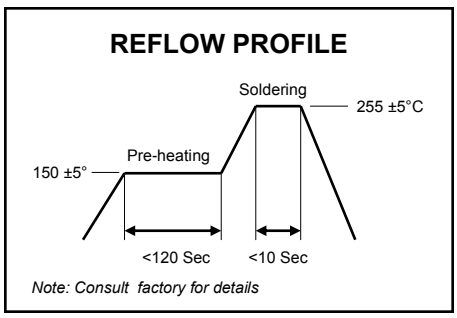 REFLOW PROFILE
Soldering
255 ±5°C
Pre-heating
150 ±5°
<120 Sec
<10 Sec
Note: Consult factory for details